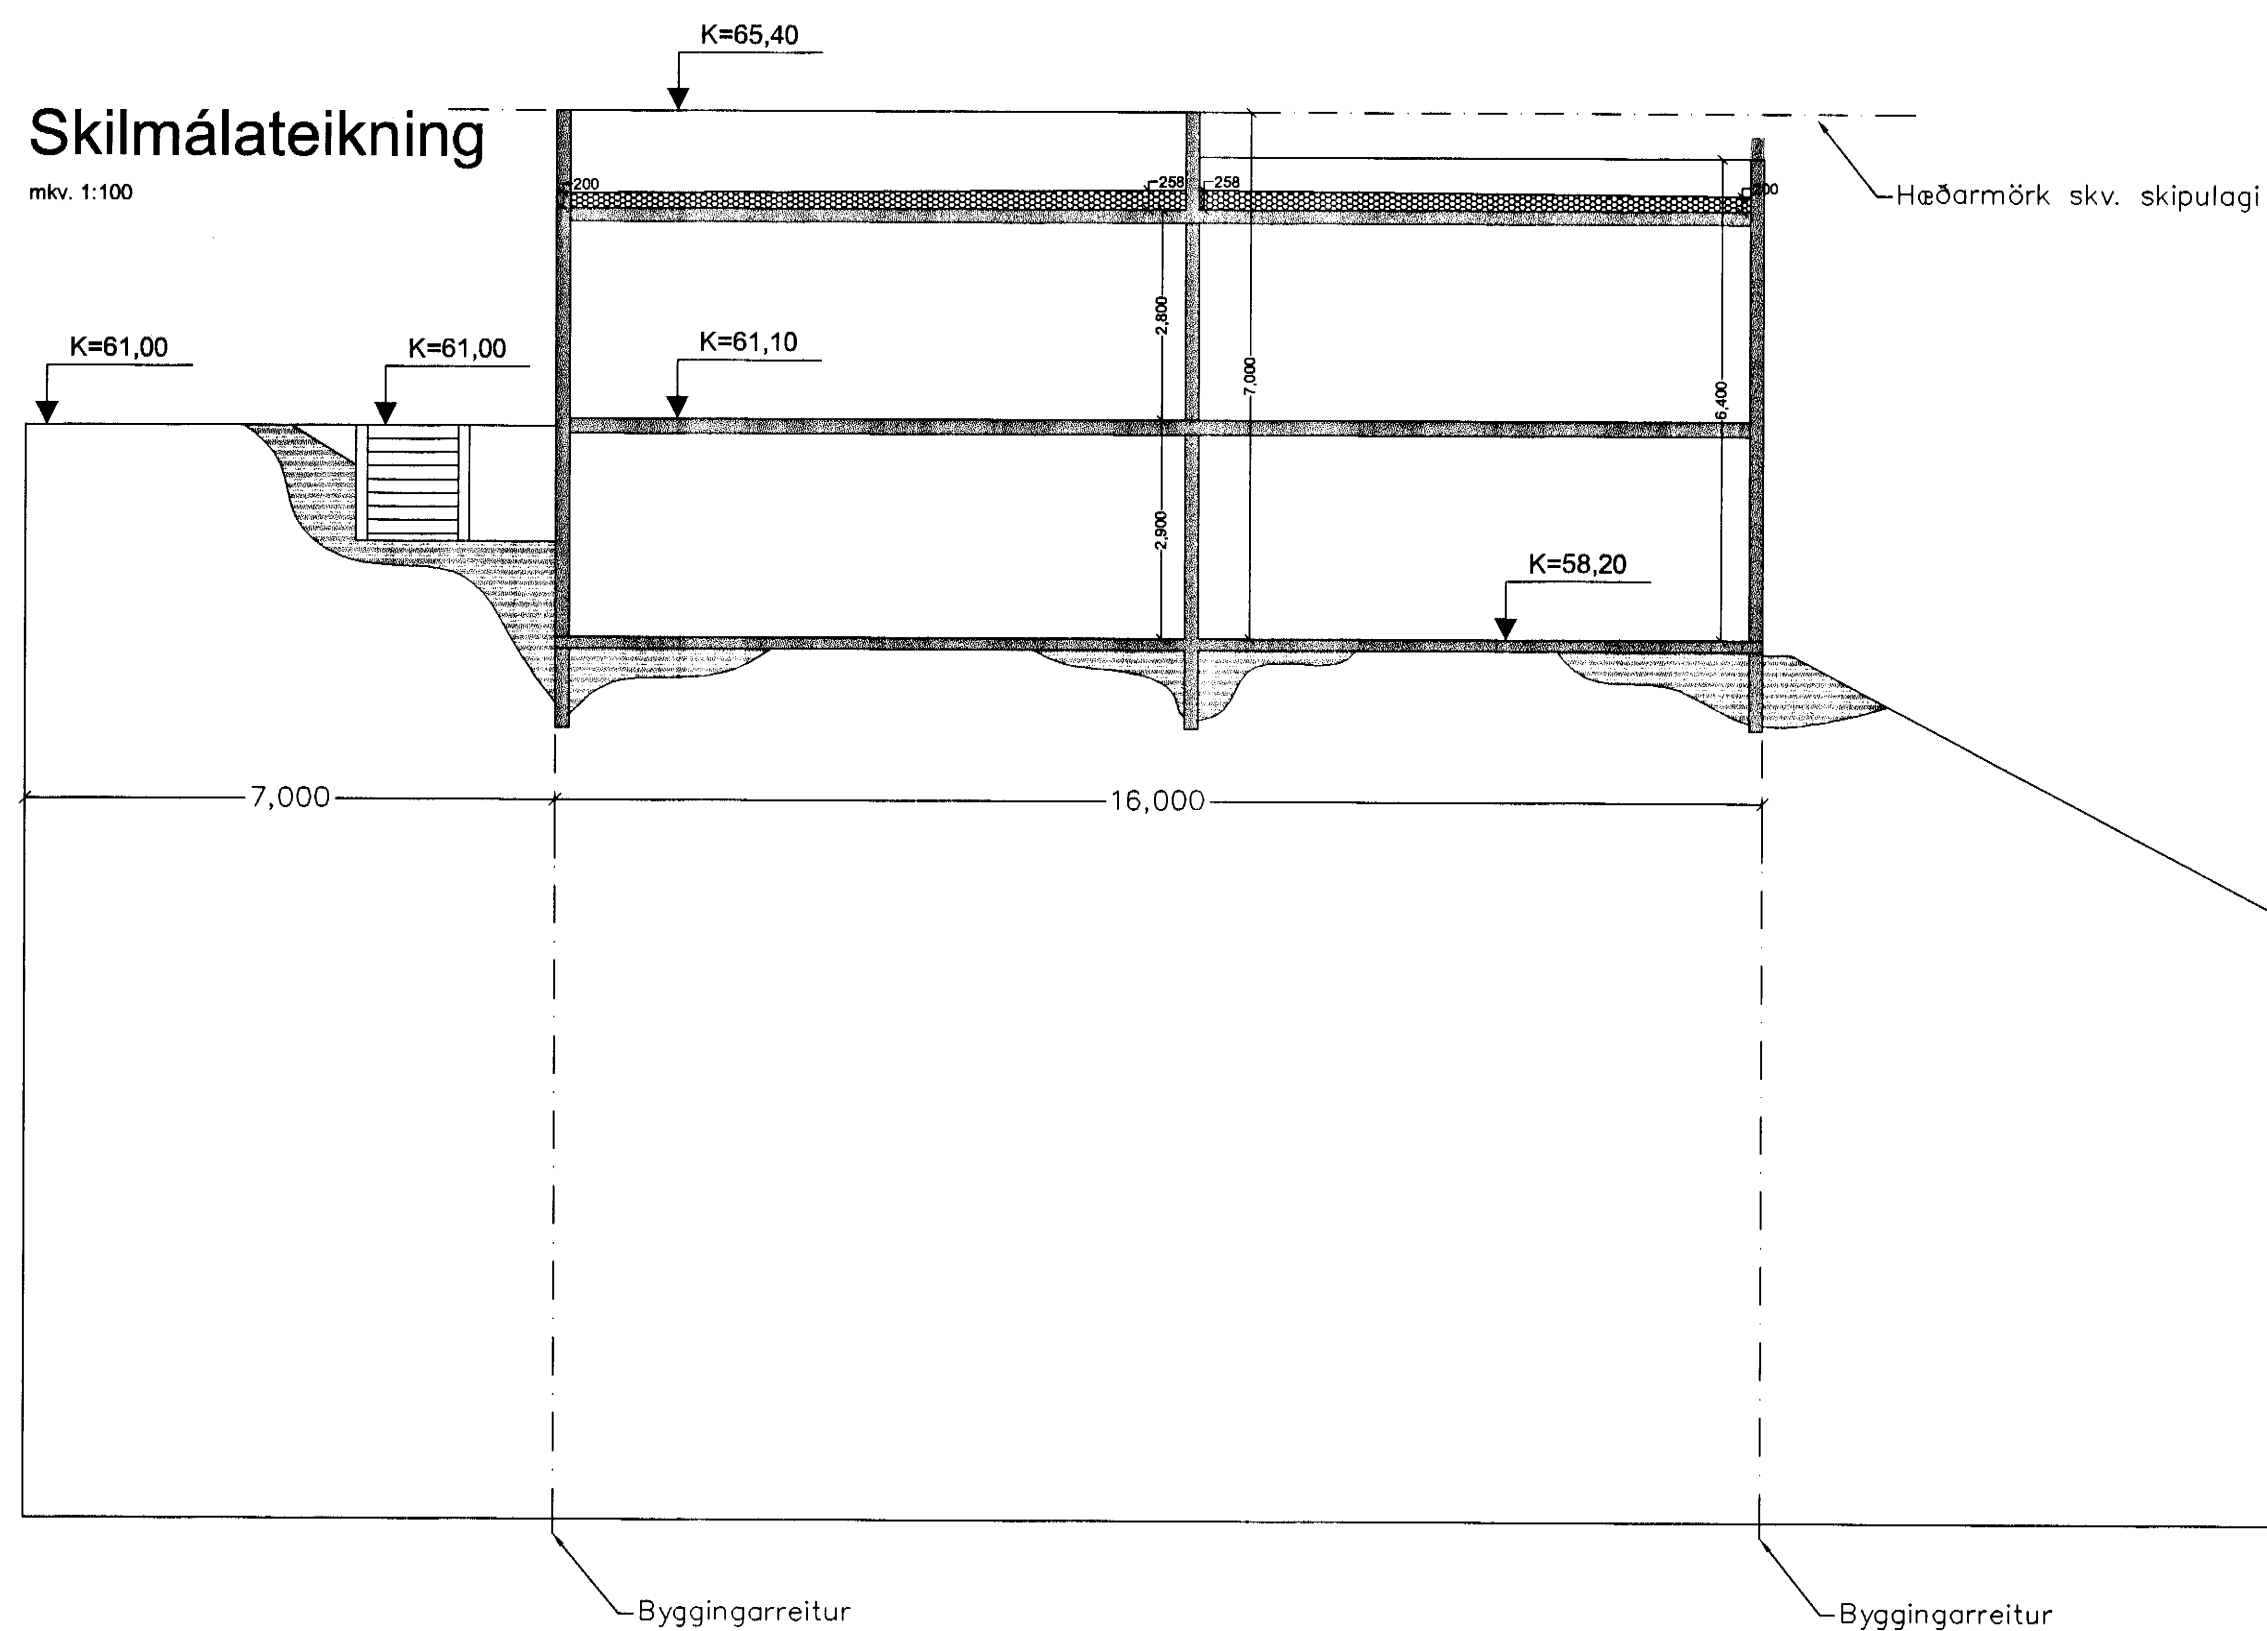 K=65,40
Skilmálateikning
mkv. 1:100
200
258
258
200
Hæðarmörk skv. skipulagi
2,800
K=61,00
K=61,00
K=61,10
7,000
6,400
2,900
K=58,20
7,000
16,000
Byggingarreitur
Byggingarreitur